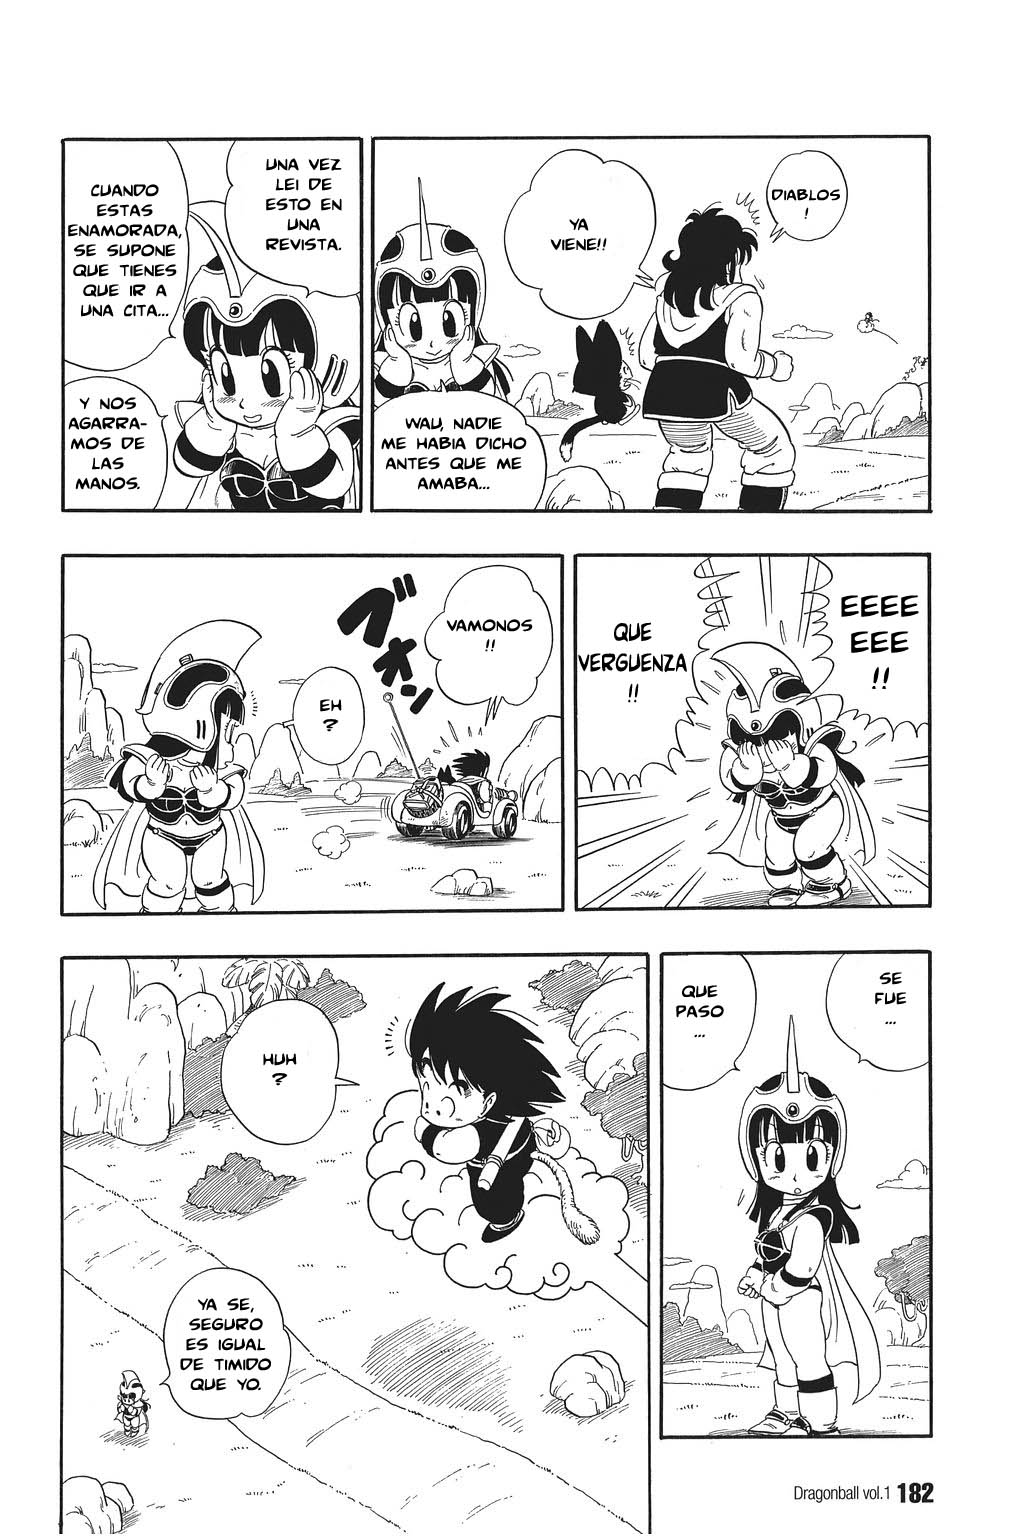 DIABLOS
!
YA
VIENE!!
WAU, NADIE
ME HABIA DICHO
ANTES QUE ME
AMABA...
UNA VEZ
LEI DE
ESTO EN
UNA
REVISTA.
CUANDO
ESTAS
ENAMORADA,
SE SUPONE
QUE TIENES
QUE IR A
UNA CITA...
Y NOS
AGARRA-
MOS DE
LAS
MANOS.
EEEE
EEE
!!
QUE
VERGUENZA
!!
VAMONOS
!!
ブオン
EH
?
SE
FUE
...
QUE
PASO
...
HUH
?
YA SE,
SEGURO
ES IGUAL
DE TIMIDO
QUE YO.
Dragonball vol.1 182